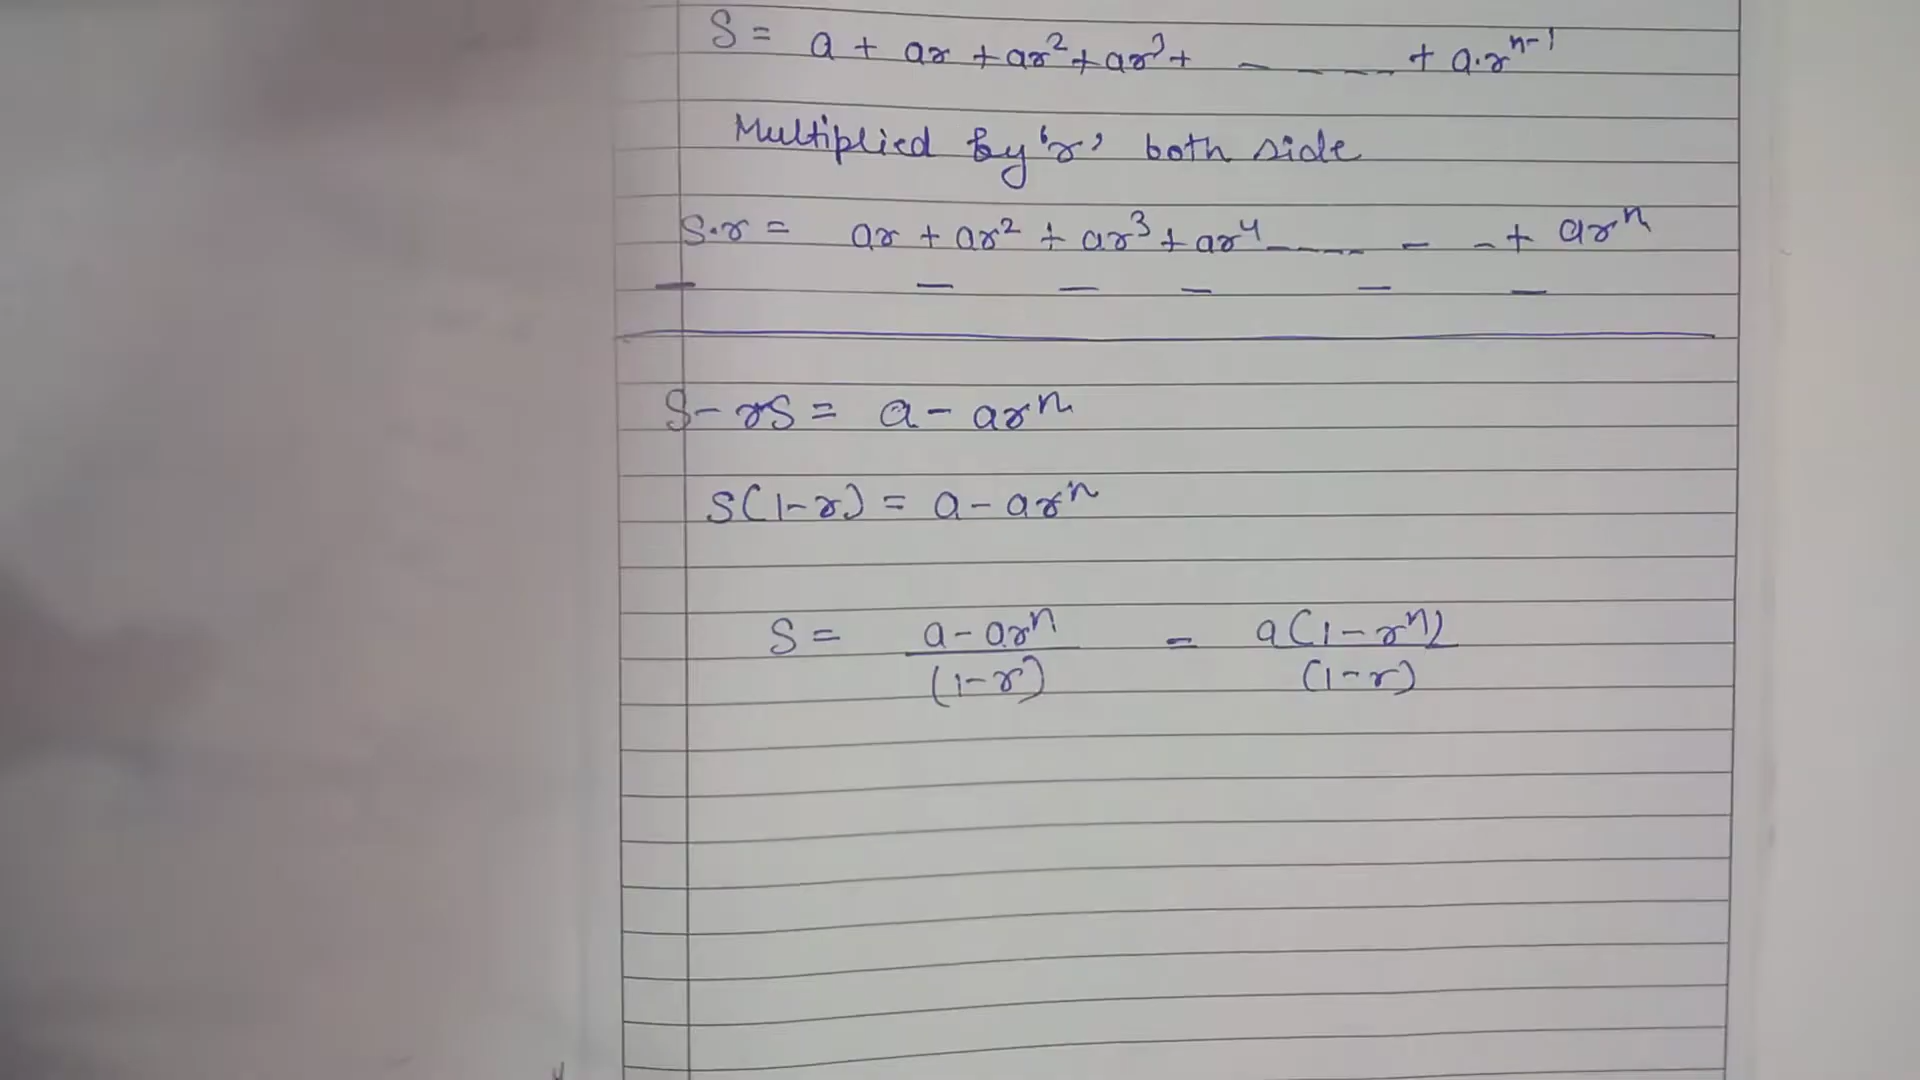 S = a + ar + ar² + ar³ + - - - - - + a.rⁿ⁻¹
Multiplied by 'r' both side
S.r = ar + ar² + ar³ + ar⁴ - - - - - - + arⁿ
— — — — — —
S - rS = a - arⁿ
S(1-r) = a - arⁿ
S = a - arⁿ / (1-r) = a(1-rⁿ) / (1-r)